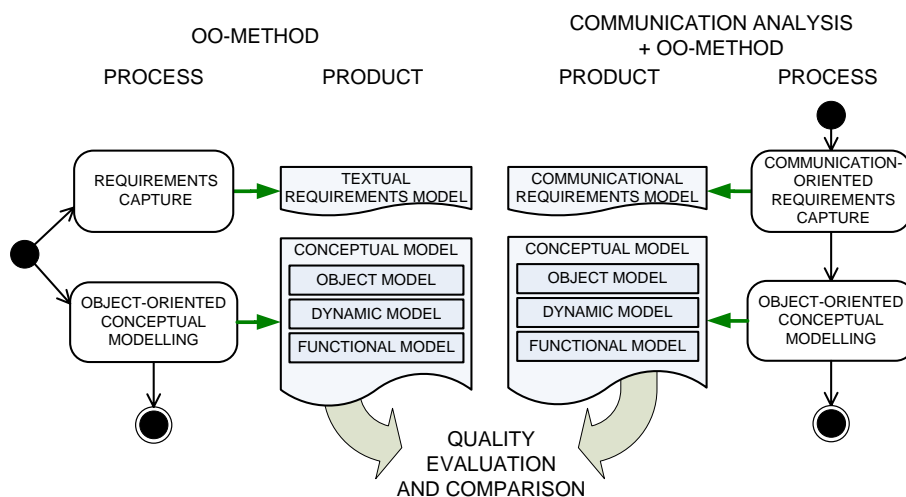 OO-METHOD
COMMUNICATION ANALYSIS
+ OO-METHOD
PROCESS
PRODUCT
PRODUCT
PROCESS
REQUIREMENTS
CAPTURE
TEXTUAL
REQUIREMENTS MODEL
COMMUNICATIONAL
REQUIREMENTS MODEL
COMMUNICATION-
ORIENTED
REQUIREMENTS
CAPTURE
OBJECT-ORIENTED
CONCEPTUAL
MODELLING
CONCEPTUAL MODEL
OBJECT MODEL
DYNAMIC MODEL
FUNCTIONAL MODEL
CONCEPTUAL MODEL
OBJECT MODEL
DYNAMIC MODEL
FUNCTIONAL MODEL
OBJECT-ORIENTED
CONCEPTUAL
MODELLING
QUALITY
EVALUATION
AND COMPARISON